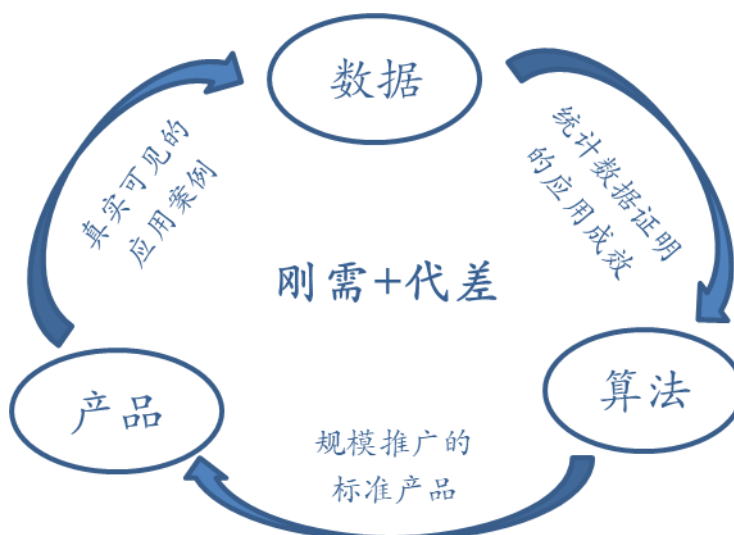 数据
真实可见的
应用案例
统计数据证明
的应用成效
刚需+代差
产品
算法
规模推广的
标准产品